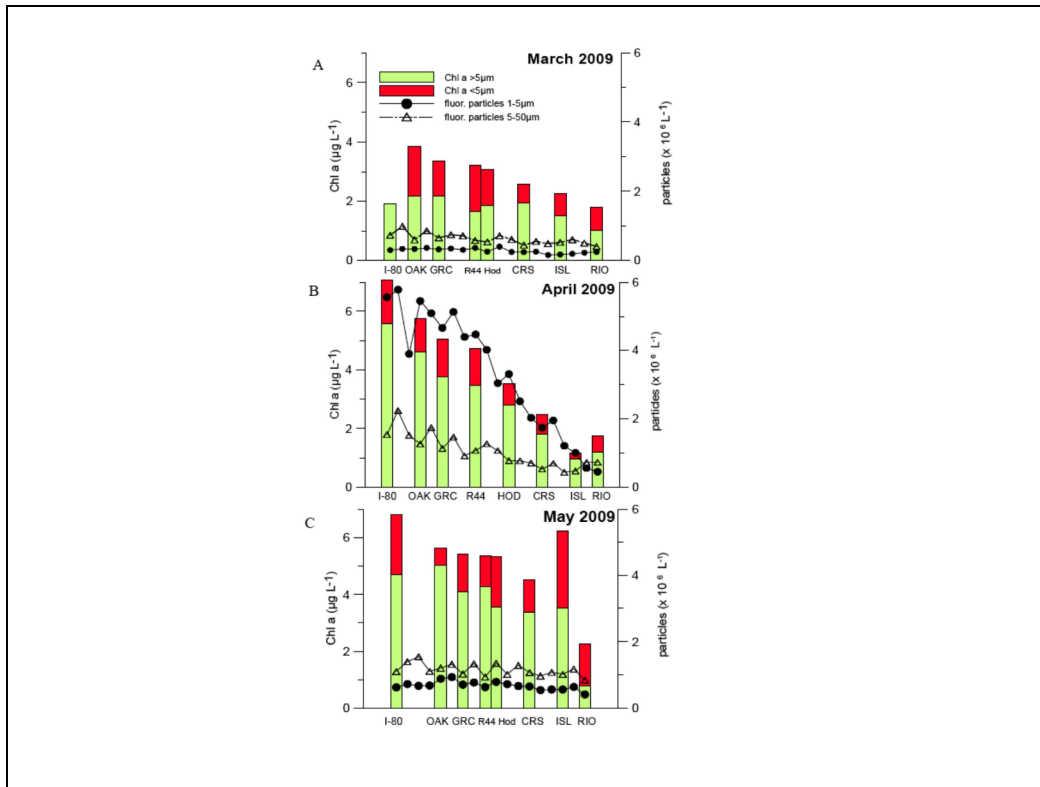 A
March 2009
Chl a >5µm
Chl a <5µm
fluor. particles 1-5µm
fluor. particles 5-50µm
Chl a (µg L-1)
particles (x 10 6 L-1)
6
4
2
0
6
4
2
0
I-80 OAK GRC R44 Hod CRS ISL RIO
B
April 2009
Chl a (µg L-1)
particles (x 10 6 L-1)
6
4
2
0
6
4
2
0
I-80 OAK GRC R44 HOD CRS ISL RIO
C
May 2009
Chl a (µg L-1)
particles (x 10 6 L-1)
6
4
2
0
6
4
2
0
I-80 OAK GRC R44 Hod CRS ISL RIO